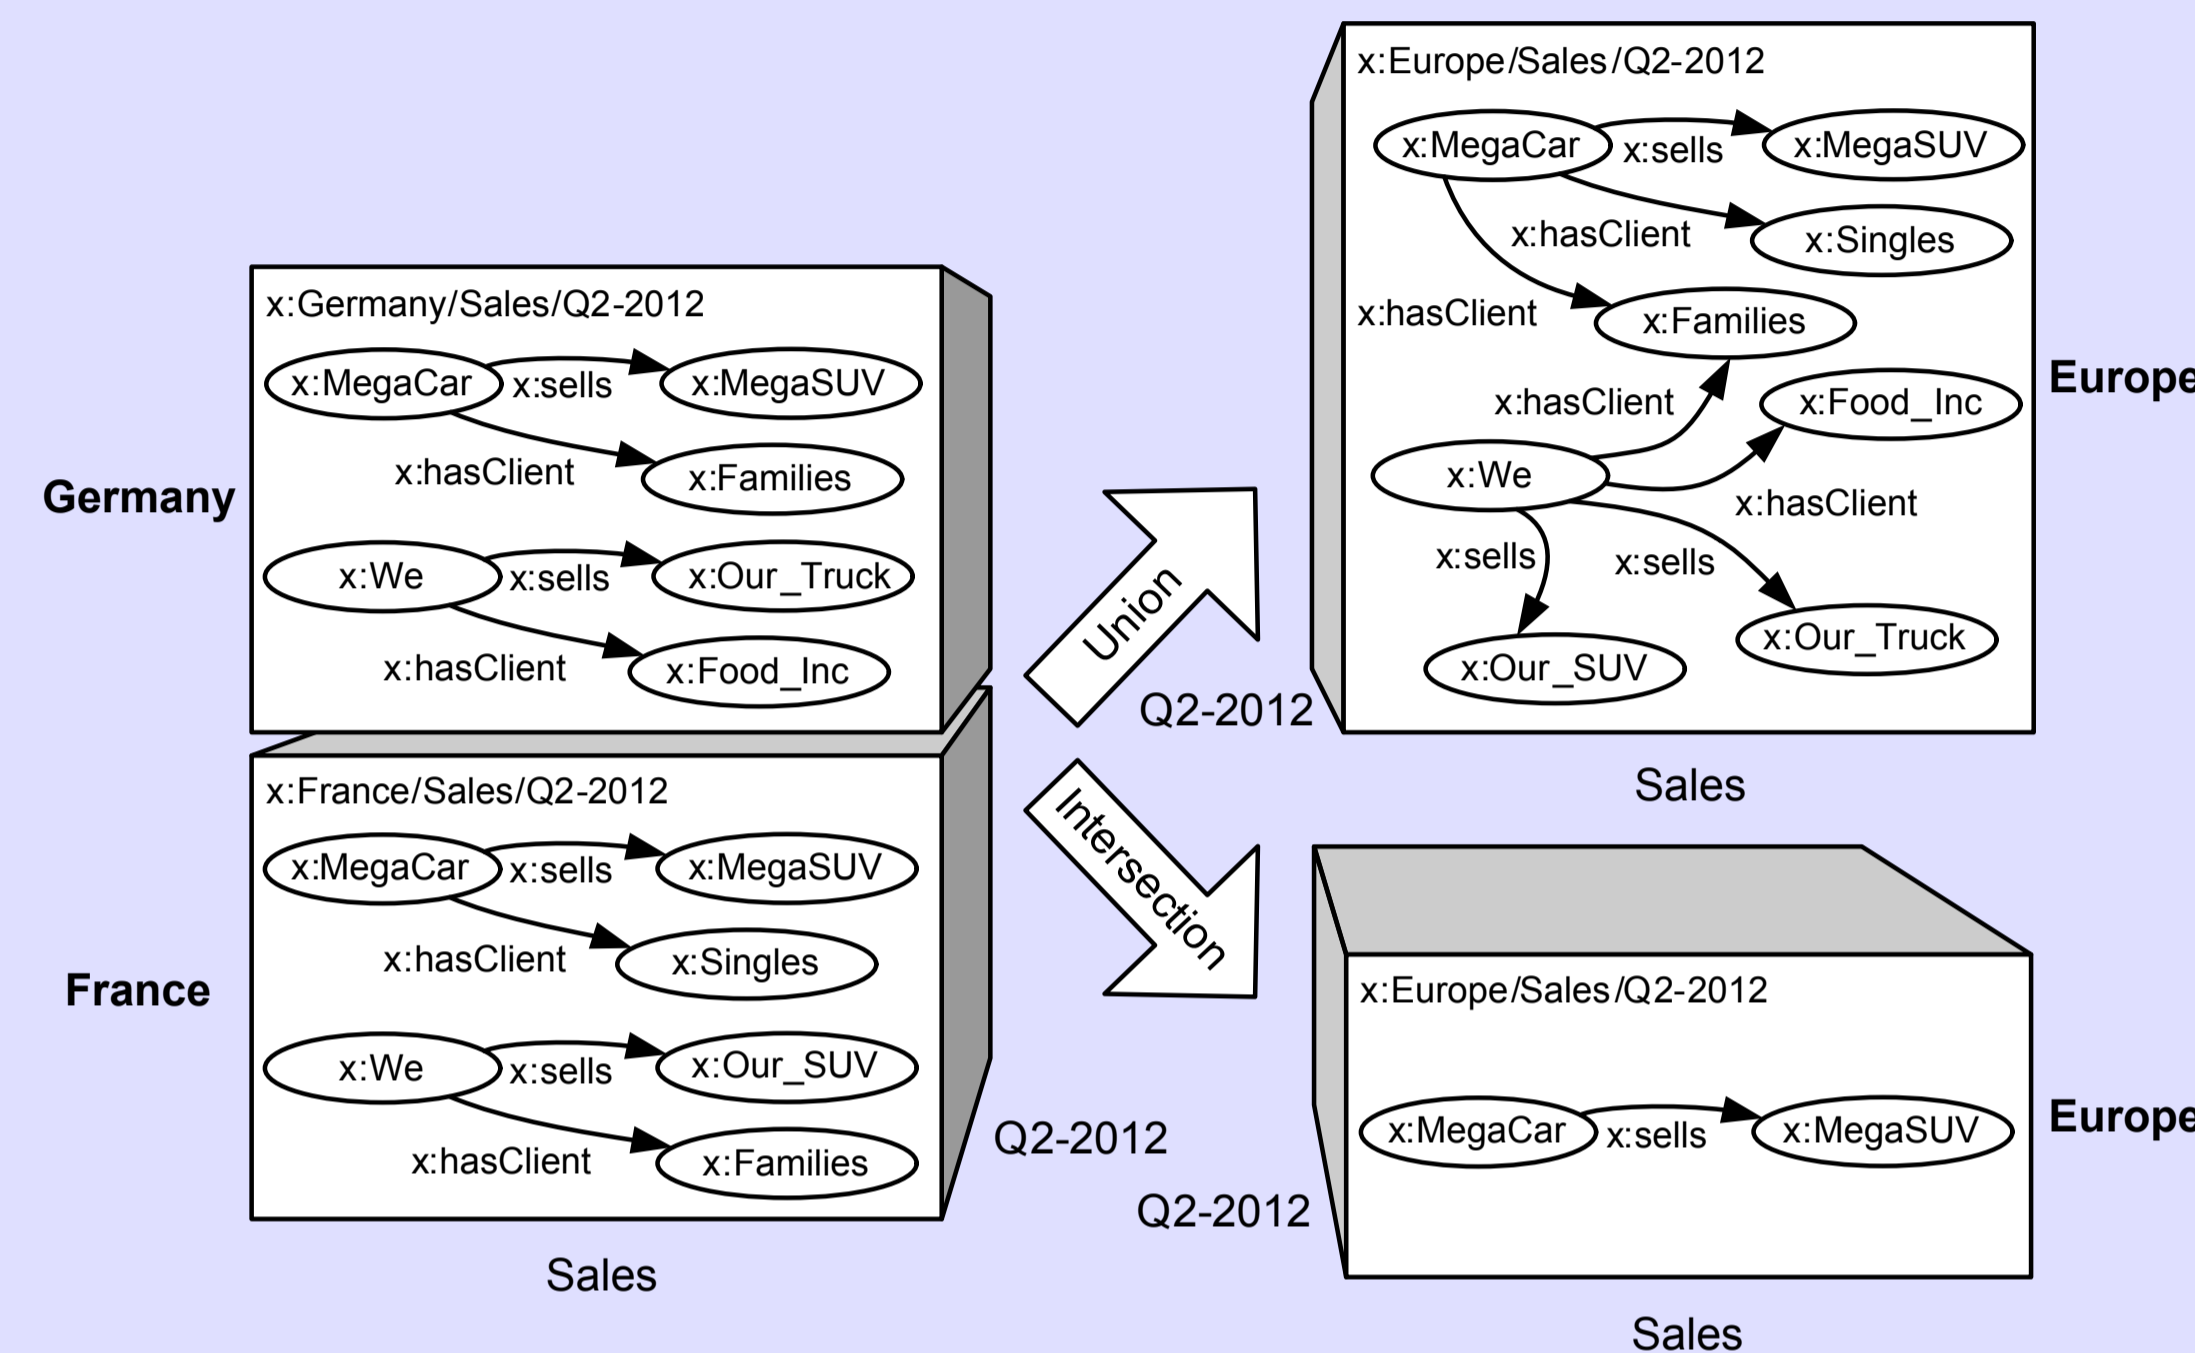 Germany
x:Germany/Sales/Q2-2012
x:MegaCar
x:sells
x:MegaSUV
x:hasClient
x:Families
x:We
x:sells
x:Our_Truck
x:hasClient
x:Food_Inc
France
x:France/Sales/Q2-2012
x:MegaCar
x:sells
x:MegaSUV
x:hasClient
x:Singles
x:We
x:sells
x:Our_SUV
x:hasClient
x:Families
Q2-2012
Sales
Union
Intersection
x:Europe/Sales/Q2-2012
x:MegaCar
x:sells
x:MegaSUV
x:hasClient
x:Singles
x:hasClient
x:Families
x:hasClient
x:Food_Inc
x:We
x:hasClient
x:sells
x:sells
x:Our_SUV
x:Our_Truck
Europe
Q2-2012
Sales
x:Europe/Sales/Q2-2012
x:MegaCar
x:sells
x:MegaSUV
Europe
Q2-2012
Sales